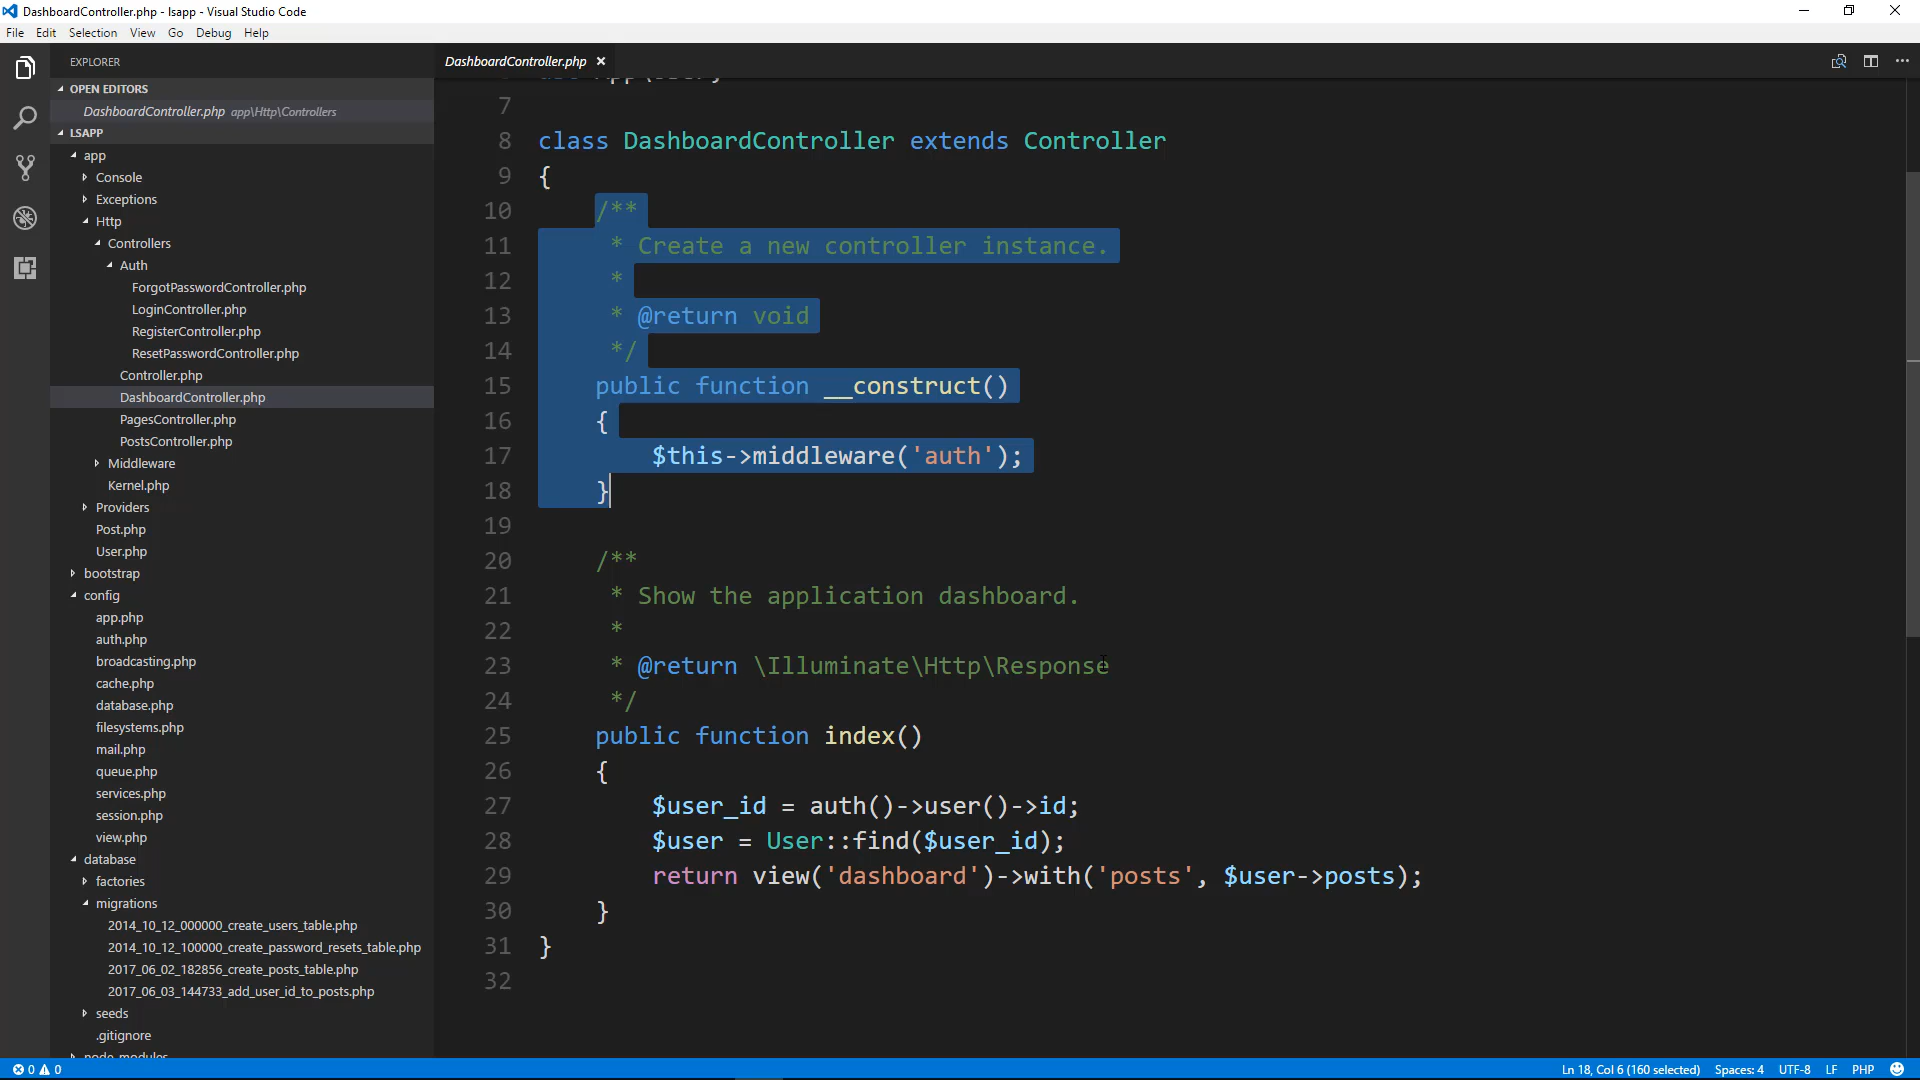 DashboardController.php - lsapp - Visual Studio Code
File Edit Selection View Go Debug Help
EXPLORER
OPEN EDITORS
DashboardController.php app\Http\Controllers
LSAPP
app
Console
Exceptions
Http
Controllers
Auth
ForgotPasswordController.php
LoginController.php
RegisterController.php
ResetPasswordController.php
Controller.php
DashboardController.php
PagesController.php
PostsController.php
Middleware
Kernel.php
Providers
Post.php
User.php
bootstrap
config
app.php
auth.php
broadcasting.php
cache.php
database.php
filesystems.php
mail.php
queue.php
services.php
session.php
view.php
database
factories
migrations
2014_10_12_000000_create_users_table.php
2014_10_12_100000_create_password_resets_table.php
2017_06_02_182856_create_posts_table.php
2017_06_03_144733_add_user_id_to_posts.php
seeds
.gitignore
node_modules
DashboardController.php
7
8 class DashboardController extends Controller
9 {
10 /**
11 * Create a new controller instance.
12 *
13 * @return void
14 */
15 public function __construct()
16 {
17 $this->middleware('auth');
18 }
19
20 /**
21 * Show the application dashboard.
22 *
23 * @return \Illuminate\Http\Response
24 */
25 public function index()
26 {
27 $user_id = auth()->user()->id;
28 $user = User::find($user_id);
29 return view('dashboard')->with('posts', $user->posts);
30 }
31 }
32
0 0 Ln 18, Col 6 (160 selected) Spaces: 4 UTF-8 LF PHP